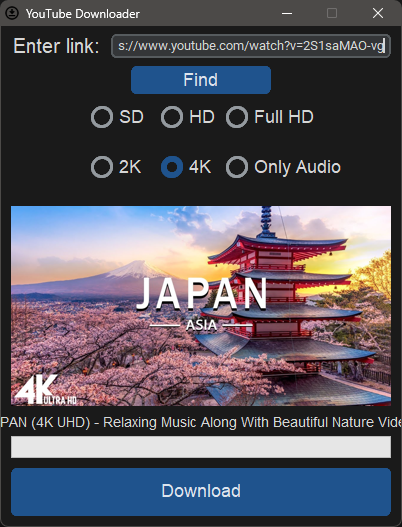 YouTube Downloader
Enter link: s://www.youtube.com/watch?v=2S1saMAO-vg
Find
SD HD Full HD
2K 4K Only Audio
JAPAN
ASIA
4K
ULTRA HD
PAN (4K UHD) - Relaxing Music Along With Beautiful Nature Vide
Download